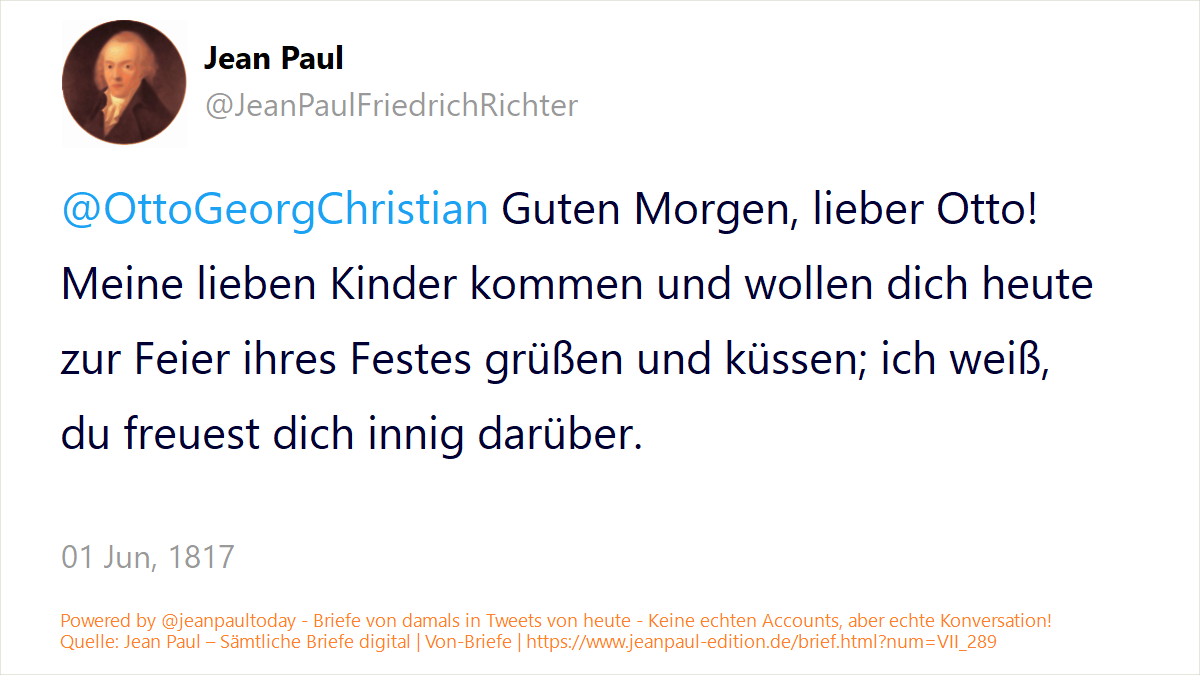 Jean Paul
@JeanPaulFriedrichRichter
@OttoGeorgChristian Guten Morgen, lieber Otto!
Meine lieben Kinder kommen und wollen dich heute
zur Feier ihres Festes grüßen und küssen; ich weiß,
du freuest dich innig darüber.
01 Jun, 1817
Powered by @jeanpaultoday - Briefe von damals in Tweets von heute - Keine echten Accounts, aber echte Konversation!
Quelle: Jean Paul – Sämtliche Briefe digital | Von-Briefe | https://www.jeanpaul-edition.de/brief.html?num=VII_289